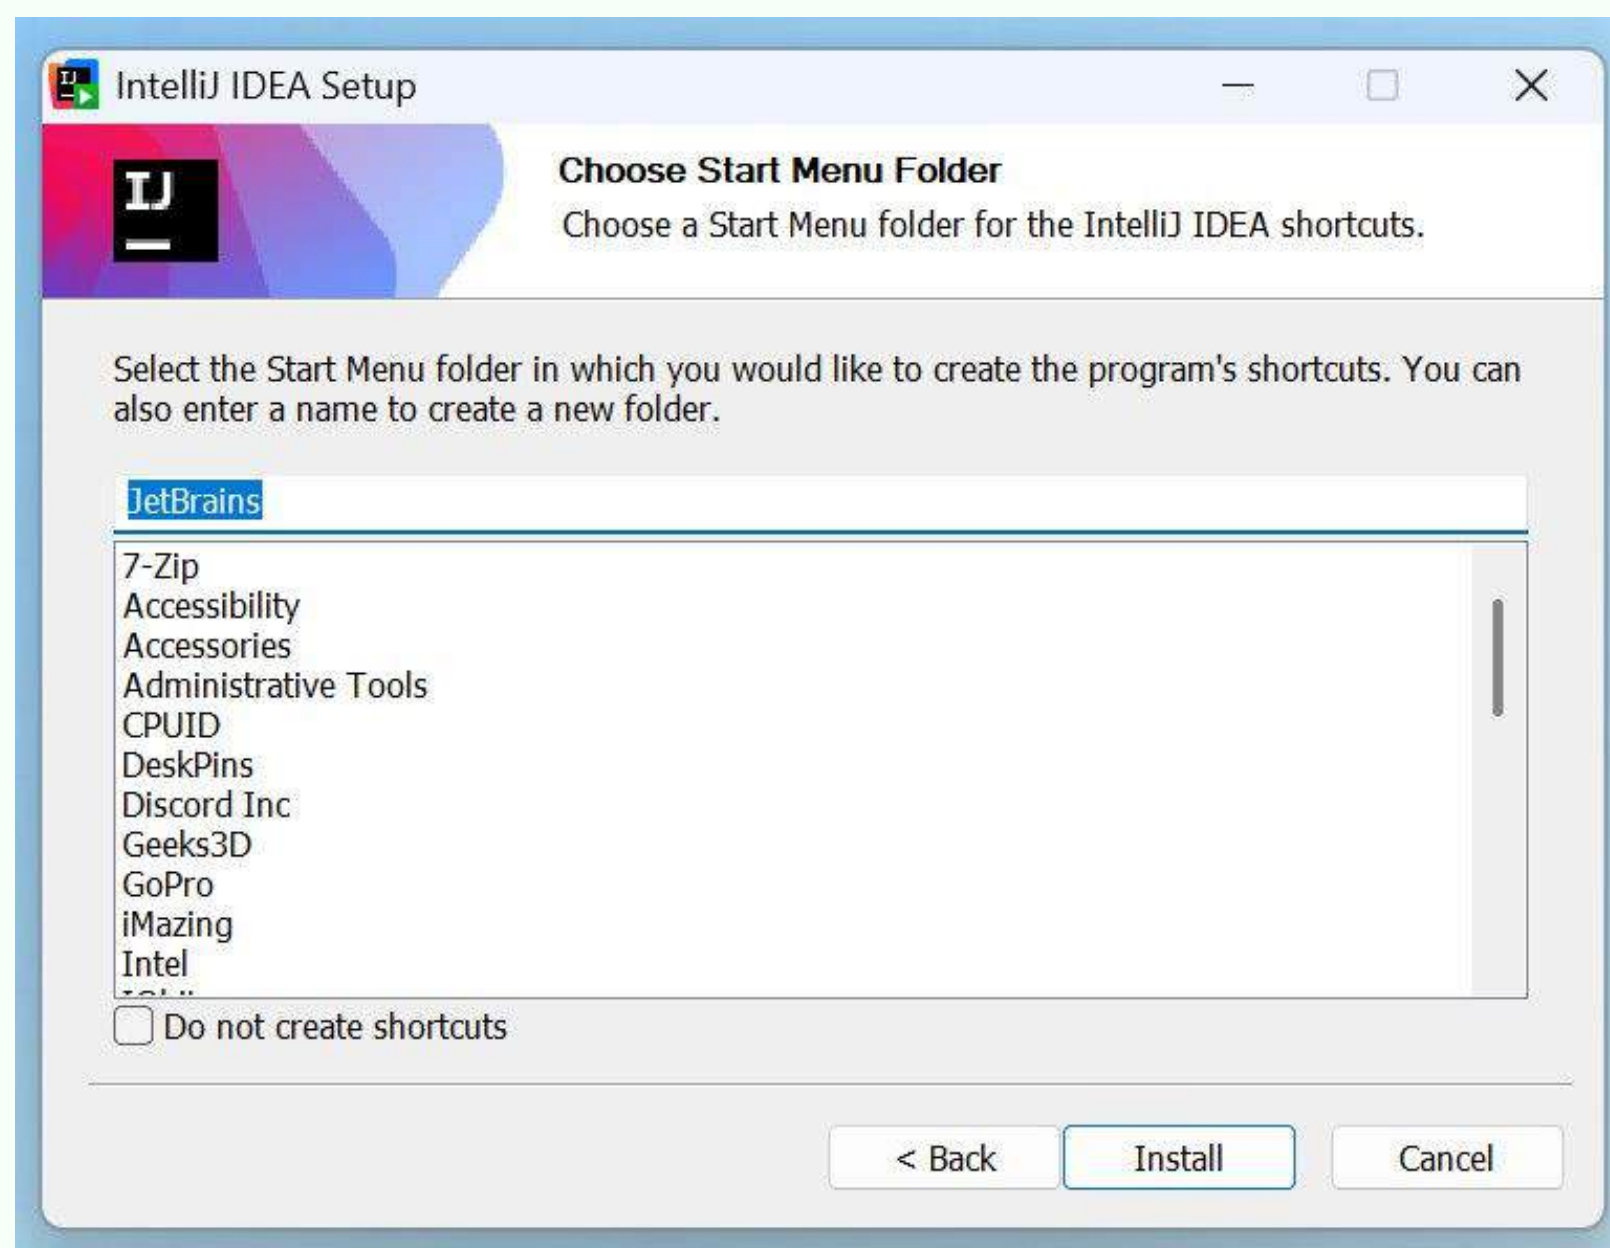 IntelliJ IDEA Setup
IJ
Choose Start Menu Folder
Choose a Start Menu folder for the IntelliJ IDEA shortcuts.
Select the Start Menu folder in which you would like to create the program's shortcuts. You can
also enter a name to create a new folder.
JetBrains
7-Zip
Accessibility
Accessories
Administrative Tools
CPUID
DeskPins
Discord Inc
Geeks3D
GoPro
iMazing
Intel
Do not create shortcuts
< Back
Install
Cancel